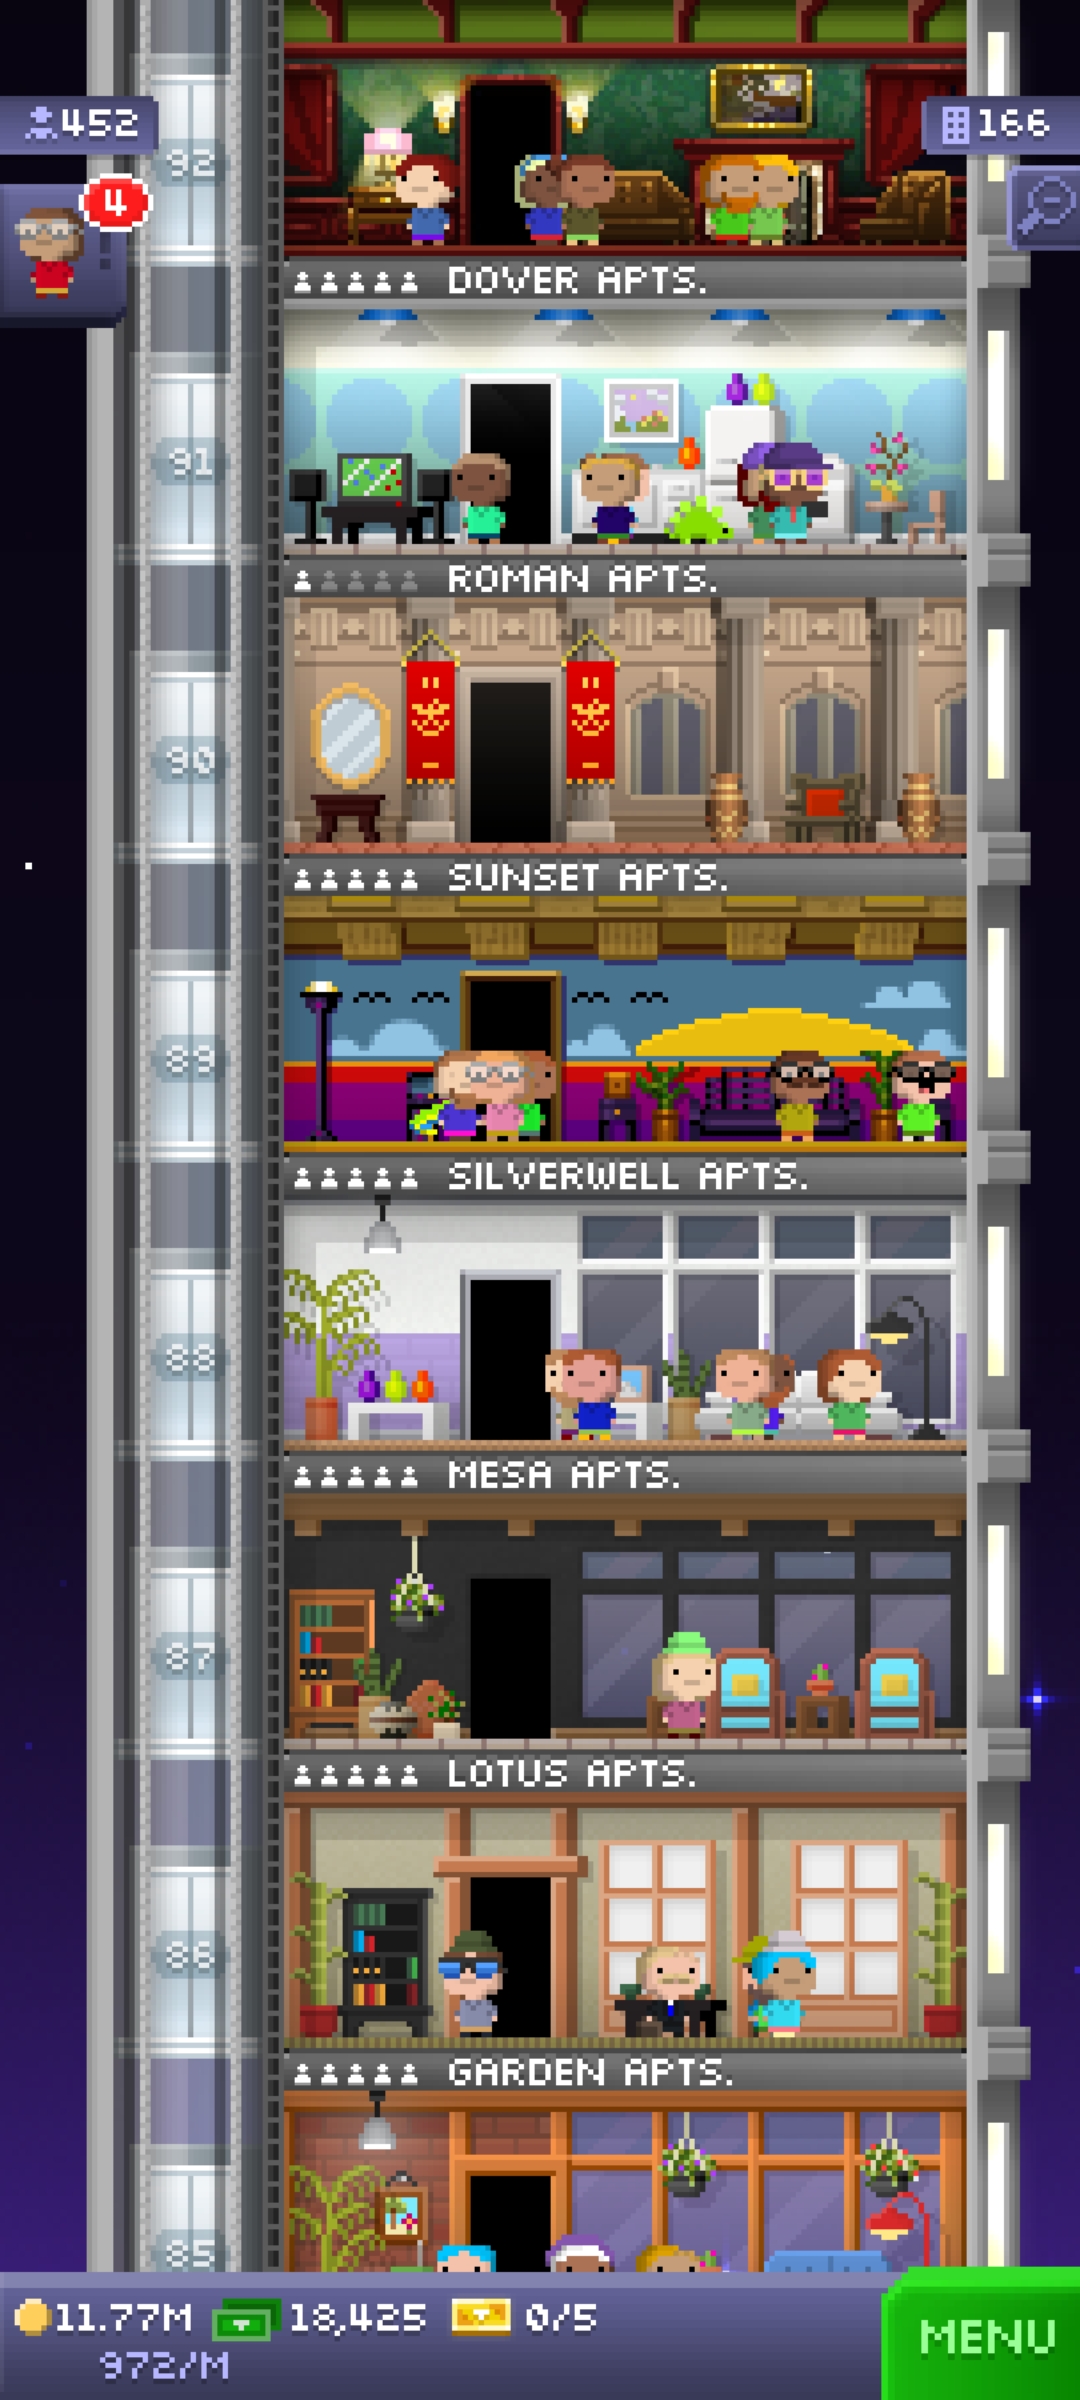 452
166
4
92
DOVER APTS.
91
ROMAN APTS.
90
SUNSET APTS.
89
SILVERWELL APTS.
88
MESA APTS.
87
LOTUS APTS.
86
GARDEN APTS.
85
11.77M 18,425 0/5
972/M
MENU